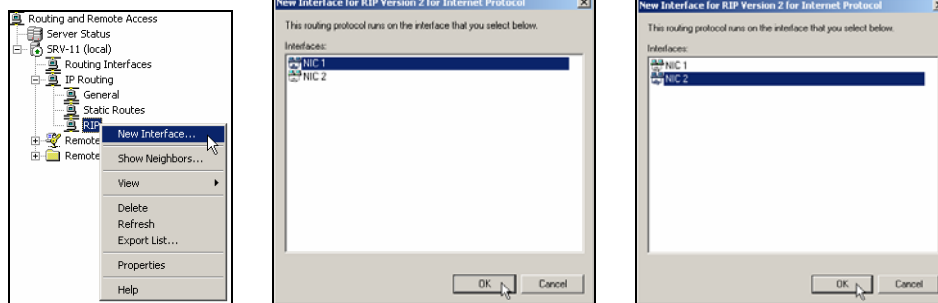 Routing and Remote Access
Server Status
SRV-11 (local)
Routing Interfaces
IP Routing
General
Static Routes
RIP
Remote
Remote
New Interface...
Show Neighbors...
View
Delete
Refresh
Export List...
Properties
Help
New Interface for RIP Version 2 for Internet Protocol
This routing protocol runs on the interface that you select below.
Interfaces:
NIC 1
NIC 2
OK
Cancel
New Interface for RIP Version 2 for Internet Protocol
This routing protocol runs on the interface that you select below.
Interfaces:
NIC 1
NIC 2
OK
Cancel